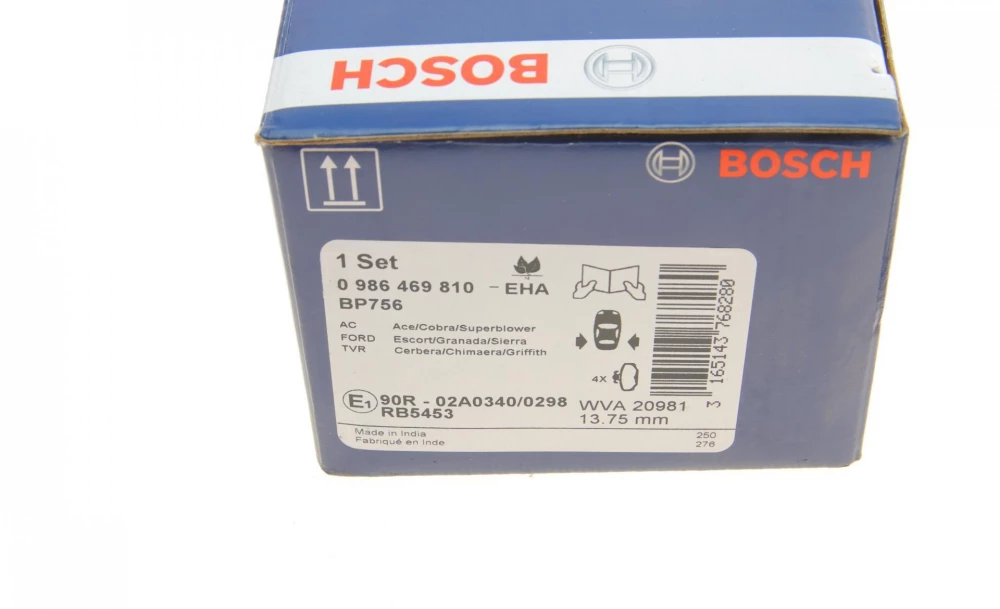 BOSCH
BOSCH
1 Set
0 986 469 810 - EHA
BP756
AC Ace/Cobra/Superblower
FORD Escort/Granada/Sierra
TVR Cerbera/Chimaera/Griffith
4X
3 165143 768280
E1 90R - 02A0340/0298
RB5453
WVA 20981
13.75 mm
Made in India
Fabriqué en Inde
250
276